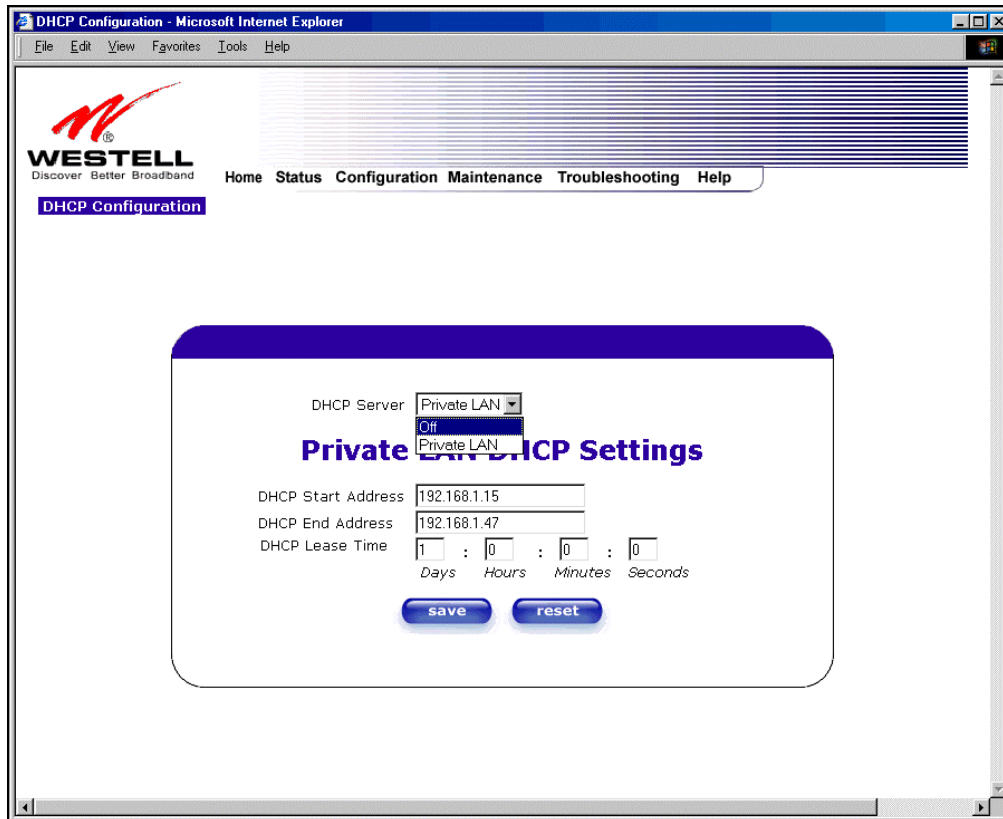 DHCP Configuration - Microsoft Internet Explorer
File Edit View Favorites Tools Help
®
WESTELL
Discover Better Broadband
Home Status Configuration Maintenance Troubleshooting Help
DHCP Configuration
DHCP Server Private LAN
Off
Private LAN
Private LAN DHCP Settings
DHCP Start Address 192.168.1.15
DHCP End Address 192.168.1.47
DHCP Lease Time 1 : 0 : 0 : 0
Days Hours Minutes Seconds
save reset